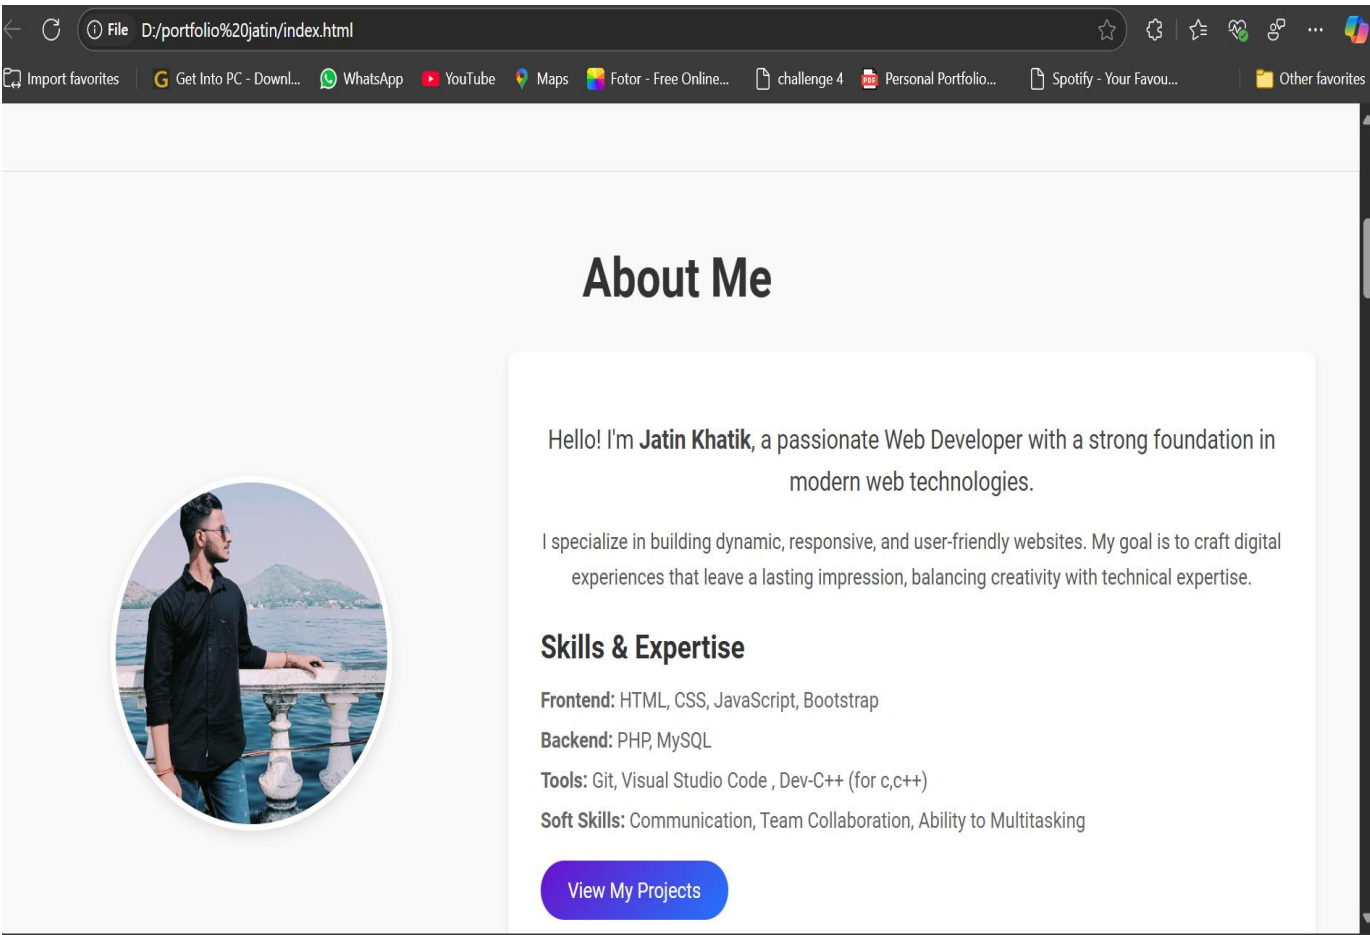 File D:/portfolio%20jatin/index.html
Import favorites G Get Into PC - Downl... WhatsApp YouTube Maps Fotor - Free Online... challenge 4 PDF Personal Portfolio... Spotify - Your Favou... Other favorites
About Me
Hello! I'm Jatin Khatik, a passionate Web Developer with a strong foundation in
modern web technologies.
I specialize in building dynamic, responsive, and user-friendly websites. My goal is to craft digital
experiences that leave a lasting impression, balancing creativity with technical expertise.
Skills & Expertise
Frontend: HTML, CSS, JavaScript, Bootstrap
Backend: PHP, MySQL
Tools: Git, Visual Studio Code , Dev-C++ (for c,c++)
Soft Skills: Communication, Team Collaboration, Ability to Multitasking
View My Projects